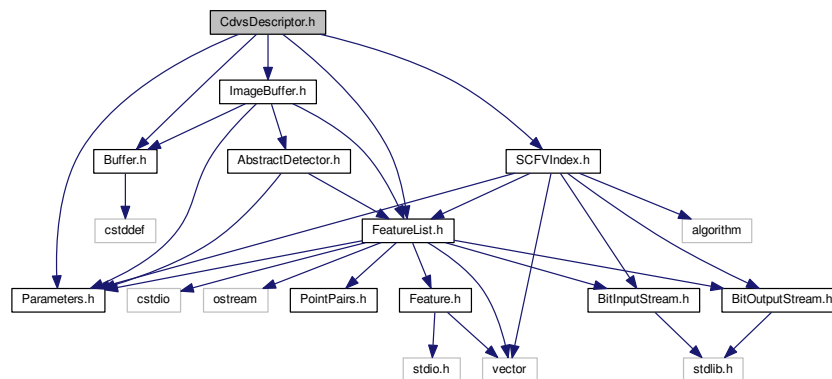 CdvsDescriptor.h
ImageBuffer.h
Buffer.h
AbstractDetector.h
SCFVIndex.h
cstddef
FeatureList.h
algorithm
Parameters.h
cstdio
ostream
PointPairs.h
Feature.h
BitInputStream.h
BitOutputStream.h
stdio.h
vector
stdlib.h